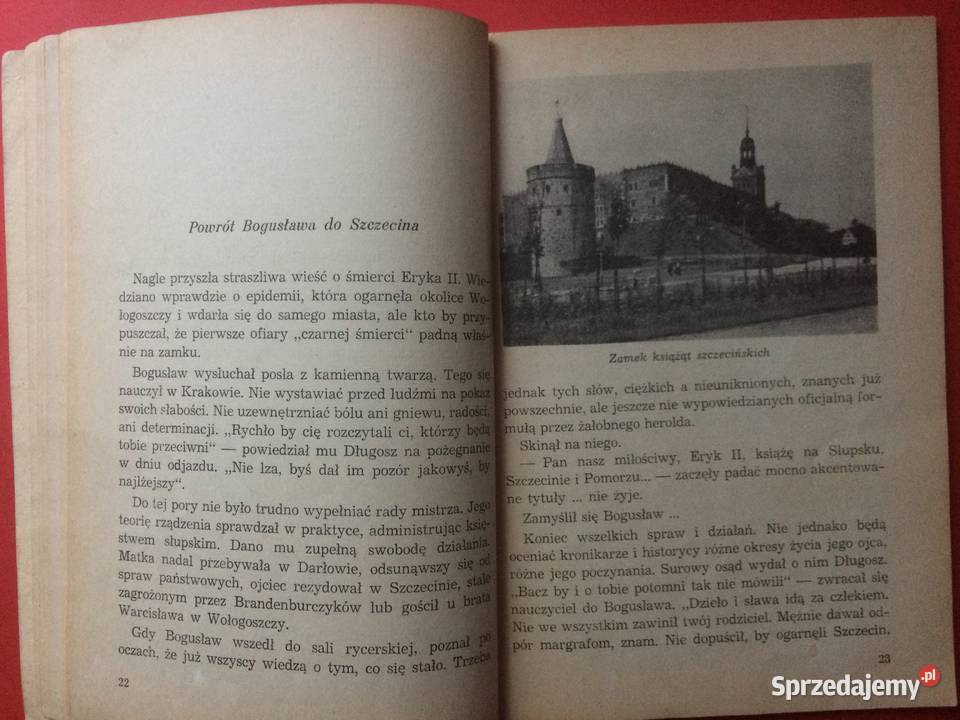 Powrót Bogusława do Szczecina
Nagle przyszła straszliwa wieść o śmierci Eryka II. Wie-
dziano wprawdzie o epidemii, która ogarnęła okolice Wo-
łogoszczy i wdarła się do samego miasta, ale kto by przy-
puszczał, że pierwsze ofiary „czarnej śmierci“ padną właś-
nie na zamku.
Bogusław wysłuchał posła z kamienną twarzą. Tego się
nauczył w Krakowie. Nie wystawiać przed ludźmi na pokaz
swoich słabości. Nie uzewnętrzniać bólu ani gniewu, radości,
ani determinacji. „Rychło by cię rozczytali ci, którzy będą
tobie przeciwni“ — powiedział mu Długosz na pożegnanie
w dniu odjazdu. „Nie lza, byś dał im pozór jakowyś, by
najlżejszy“.
Do tej pory nie było trudno wypełniać rady mistrza. Jego
teorię rządzenia sprawdzał w praktyce, administrując księ-
stwem słupskim. Dano mu zupełną swobodę działania.
Matka nadal przebywała w Darłowie, odsunąwszy się od
spraw państwowych, ojciec rezydował w Szczecinie, stale
zagrożonym przez Brandenburczyków lub gościł u brata
Warcisława w Wołogoszczy.
Gdy Bogusław wszedł do sali rycerskiej, poznał po
oczach, że już wszyscy wiedzą o tym, co się stało. Trzeba
22
Zamek książąt szczecińskich
jednak tych słów, ciężkich a nieuniknionych, znanych już
powszechnie, ale jeszcze nie wypowiedzianych oficjalną for-
mułą przez żałobnego herolda.
Skinął na niego.
— Pan nasz miłościwy, Eryk II, książę na Słupsku,
Szczecinie i Pomorzu... — zaczęły padać mocno akcentowa-
ne tytuły ... nie żyje.
Zamyślił się Bogusław ...
Koniec wszelkich spraw i działań. Nie jednako będą
oceniać kronikarze i historycy różne okresy życia jego ojca,
różne jego poczynania. Surowy osąd wydał o nim Długosz.
„Bacz by i o tobie potomni tak nie mówili“ — zwracał się
nauczyciel do Bogusława. „Dzieło i sława idą za człekiem.
Nie we wszystkim zawinił twój rodziciel. Mężnie dawał od-
pór margrafom, znam. Nie dopuścił, by ogarnęli Szczecin.
23
Sprzedajemy.pl